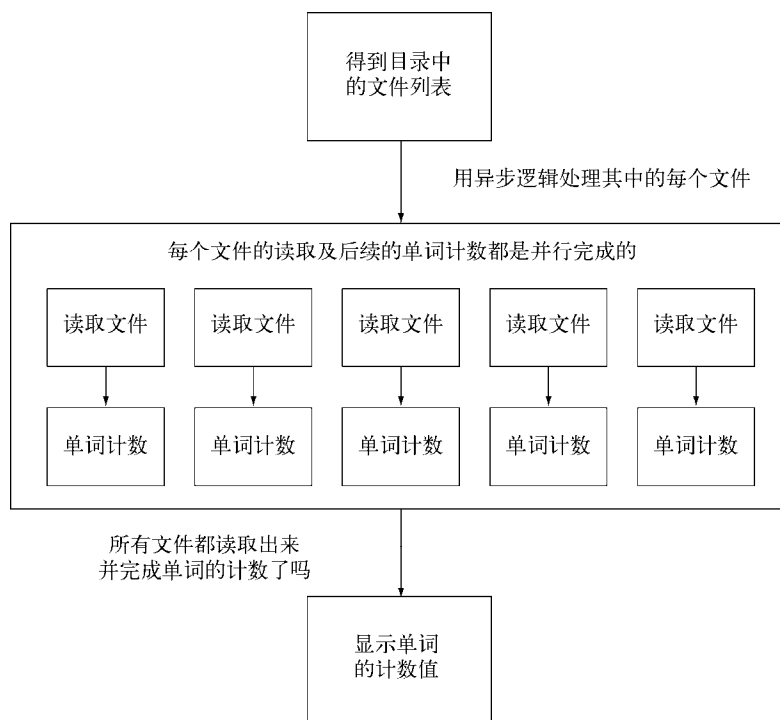 得到目录中
的文件列表
用异步逻辑处理其中的每个文件
每个文件的读取及后续的单词计数都是并行完成的
读取文件 读取文件 读取文件 读取文件 读取文件
单词计数 单词计数 单词计数 单词计数 单词计数
所有文件都读取出来
并完成单词的计数了吗
显示单词
的计数值